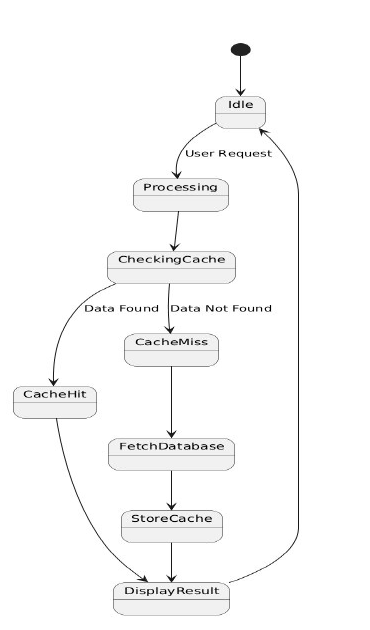 Idle
User Request
Processing
CheckingCache
Data Found
Data Not Found
CacheMiss
CacheHit
FetchDatabase
StoreCache
DisplayResult